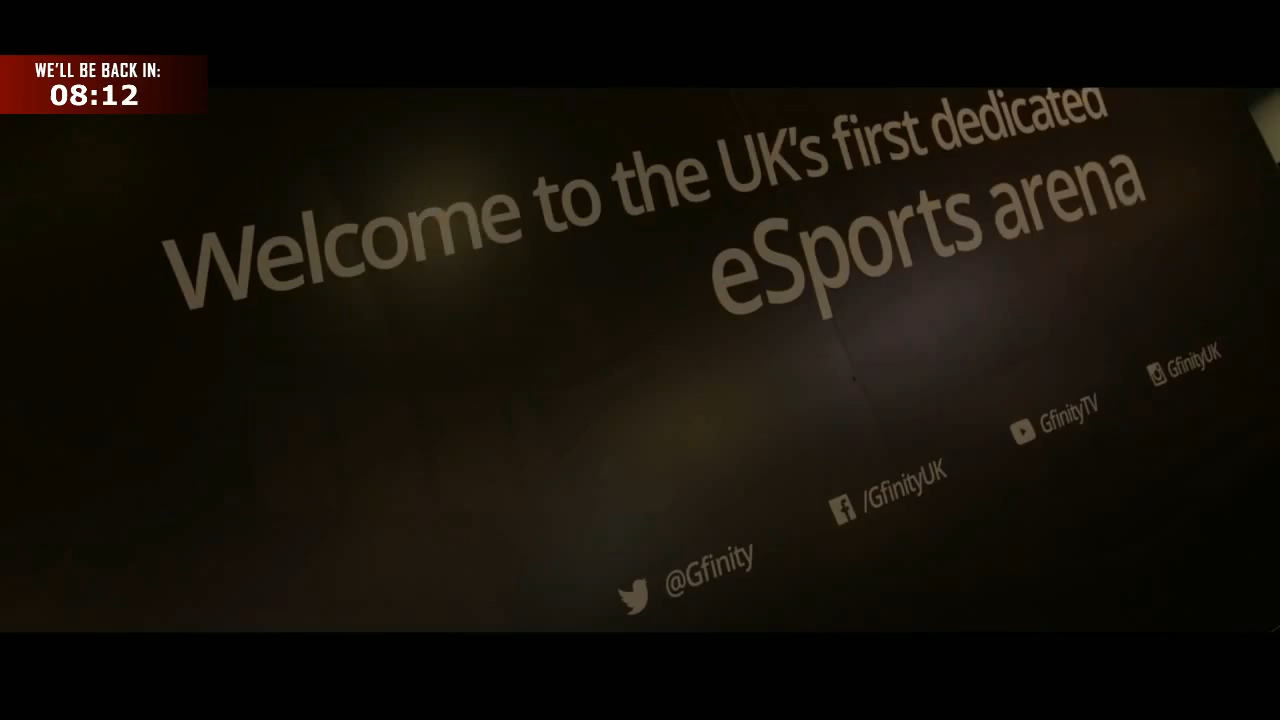 WE'LL BE BACK IN:
08:12
Welcome to the UK's first dedicated
eSports arena
@Gfinity
/GfinityUK
GfinityTV
GfinityUK